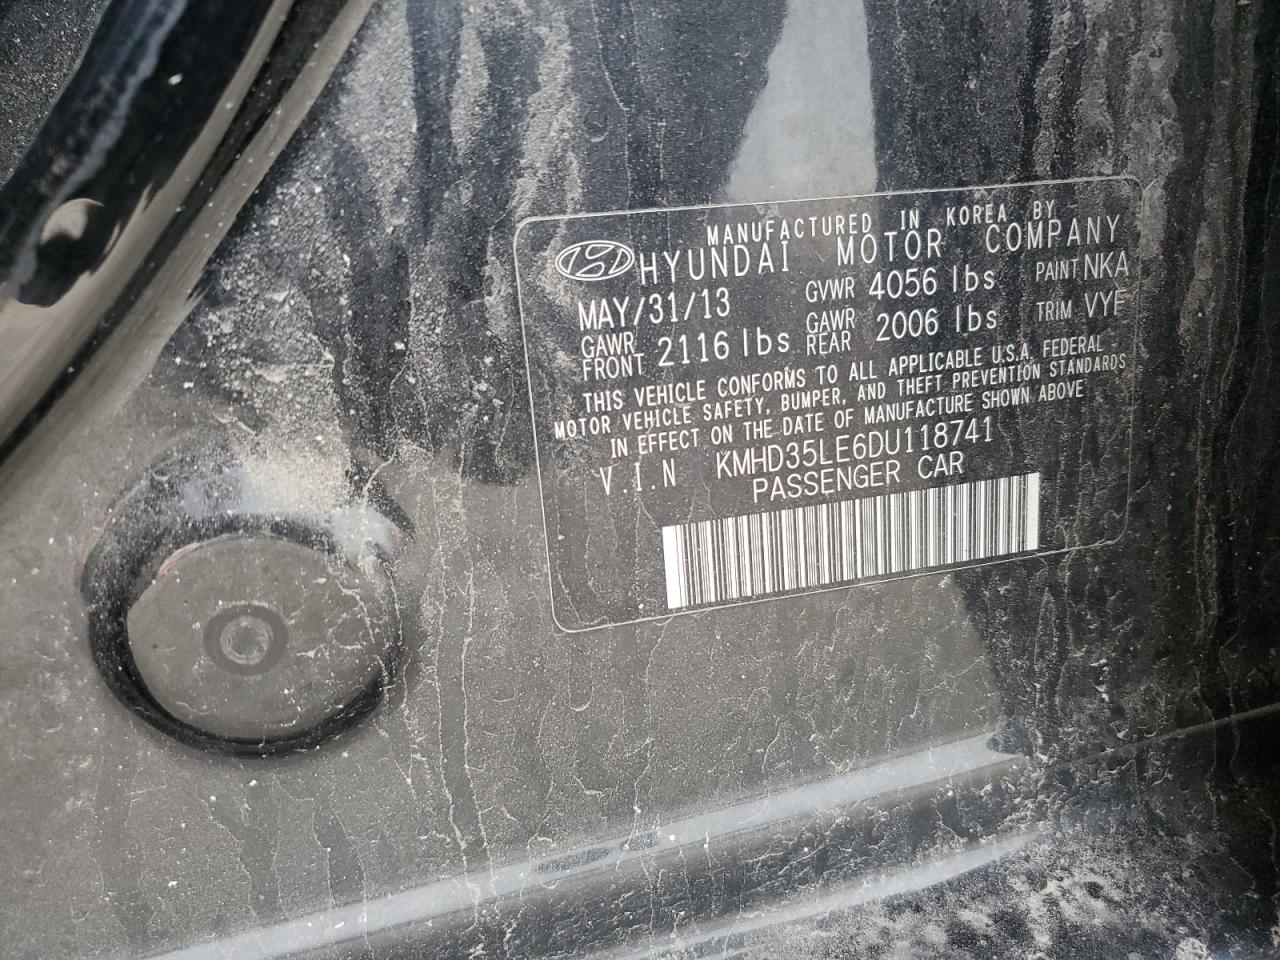 MANUFACTURED IN KOREA BY
HYUNDAI MOTOR COMPANY
MAY/31/13 GVWR 4056 lbs PAINT NKA
GAWR FRONT 2116 lbs GAWR REAR 2006 lbs TRIM VYF
THIS VEHICLE CONFORMS TO ALL APPLICABLE U.S.A. FEDERAL
MOTOR VEHICLE SAFETY, BUMPER, AND THEFT PREVENTION STANDARDS
IN EFFECT ON THE DATE OF MANUFACTURE SHOWN ABOVE
V.I.N KMHD35LE6DU118741
PASSENGER CAR